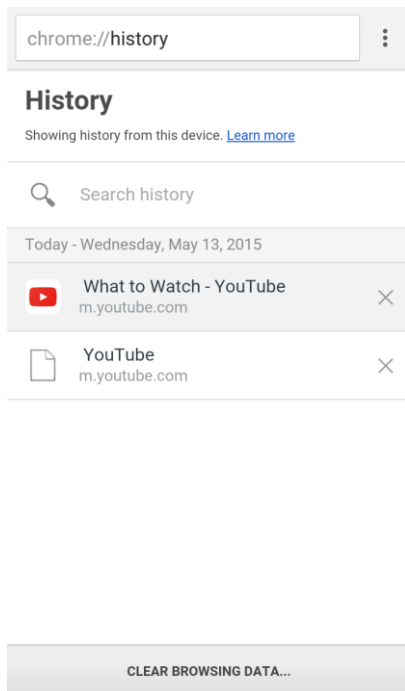 chrome://history
History
Showing history from this device. Learn more
Search history
Today - Wednesday, May 13, 2015
What to Watch - YouTube
m.youtube.com
YouTube
m.youtube.com
CLEAR BROWSING DATA...